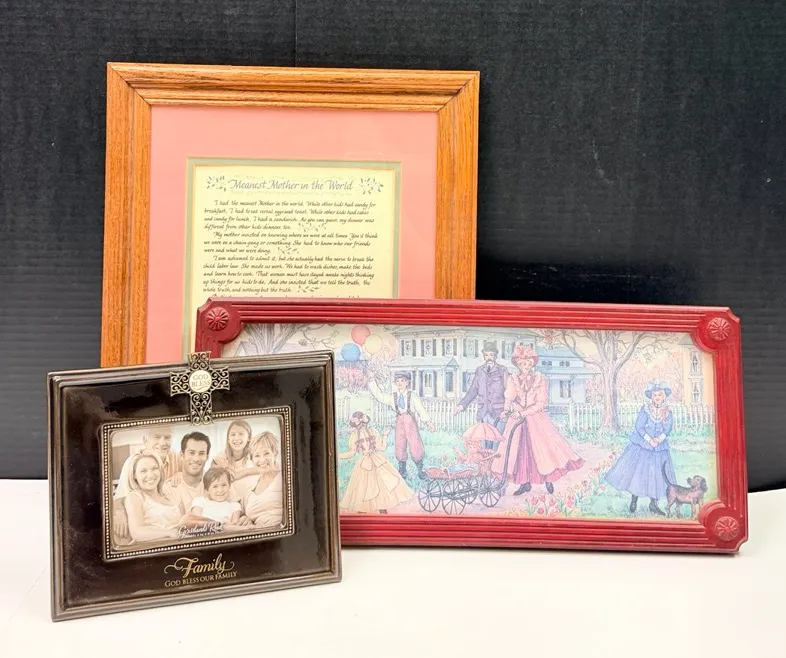 Meanest Mother in the World
I had the meanest Mother in the world. While other kids had candy for
breakfast, I had to eat cereal, eggs and toast. While other kids had cakes
and candy for lunch, I had a sandwich. As you can guess, my dinner was
different from other kids' dinners, too.
My mother insisted on knowing where we were at all times. You'd think
we were on a chain-gang or something. She had to know who our friends
were and what we were doing.
I am ashamed to admit it, but she actually had the nerve to break the
child labor law. She made us work. We had to wash dishes, make the beds
and learn how to cook. That woman must have stayed awake nights thinking
up things for us kids to do. And she insisted that we tell the truth, the
whole truth, and nothing but the truth.
GOD
BLESS
Family
GOD BLESS OUR FAMILY